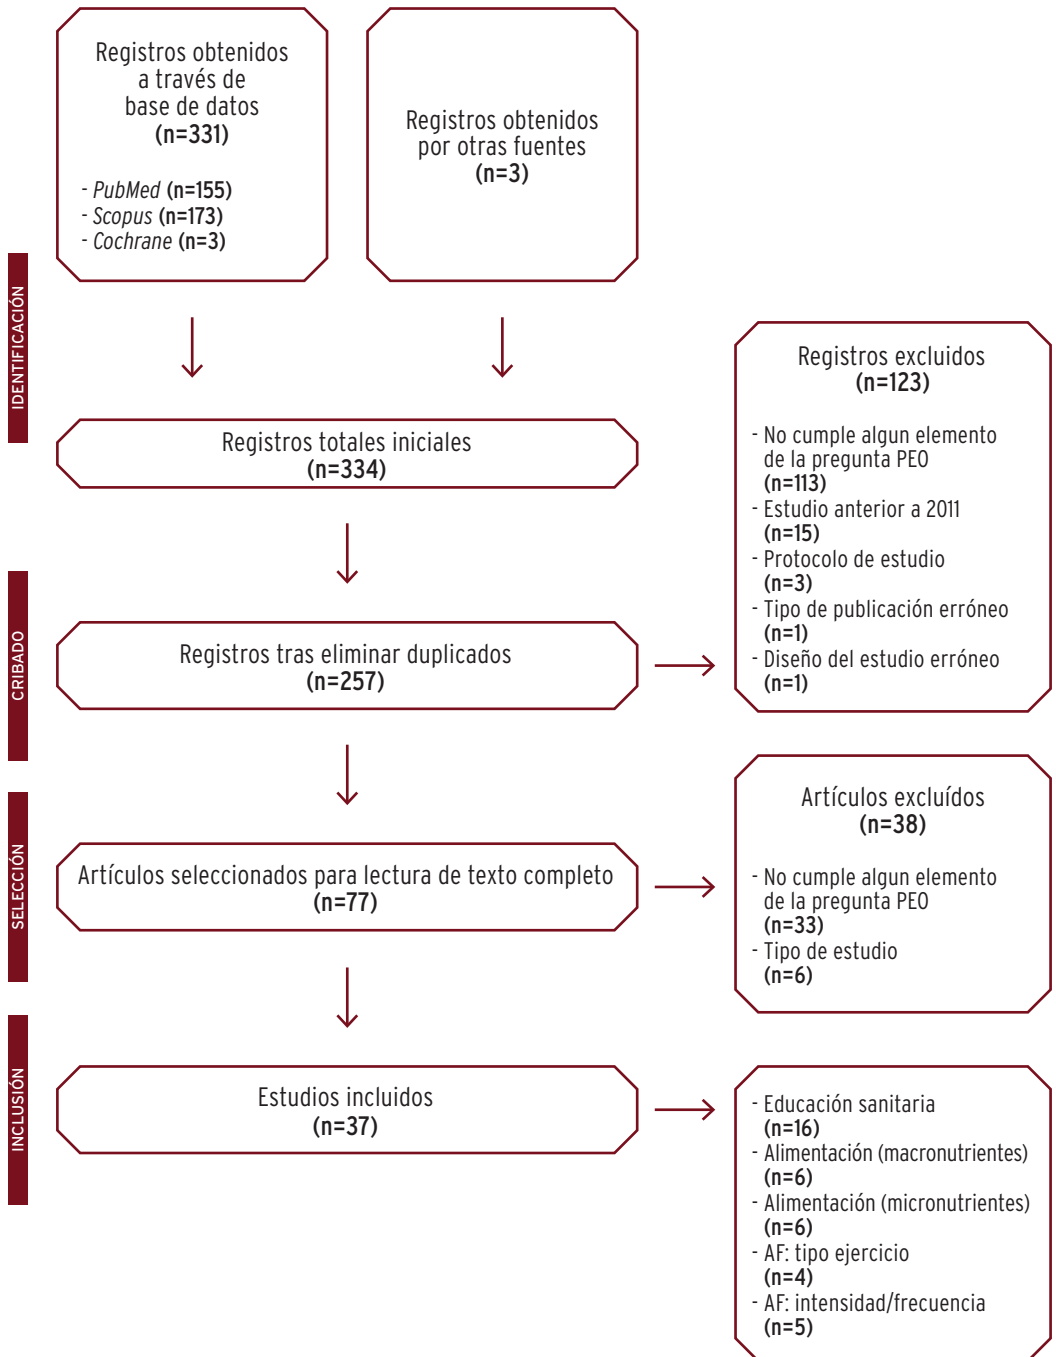 Registros obtenidos
a través de
base de datos
(n=331)
- PubMed (n=155)
- Scopus (n=173)
- Cochrane (n=3)
Registros obtenidos
por otras fuentes
(n=3)
IDENTIFICACIÓN
Registros totales iniciales
(n=334)
Registros excluidos
(n=123)
- No cumple algun elemento
de la pregunta PEO
(n=113)
- Estudio anterior a 2011
(n=15)
- Protocolo de estudio
(n=3)
- Tipo de publicación erróneo
(n=1)
- Diseño del estudio erróneo
(n=1)
CRIBADO
Registros tras eliminar duplicados
(n=257)
SELECCIÓN
Artículos seleccionados para lectura de texto completo
(n=77)
Artículos excluídos
(n=38)
- No cumple algun elemento
de la pregunta PEO
(n=33)
- Tipo de estudio
(n=6)
INCLUSIÓN
Estudios incluidos
(n=37)
- Educación sanitaria
(n=16)
- Alimentación (macronutrientes)
(n=6)
- Alimentación (micronutrientes)
(n=6)
- AF: tipo ejercicio
(n=4)
- AF: intensidad/frecuencia
(n=5)